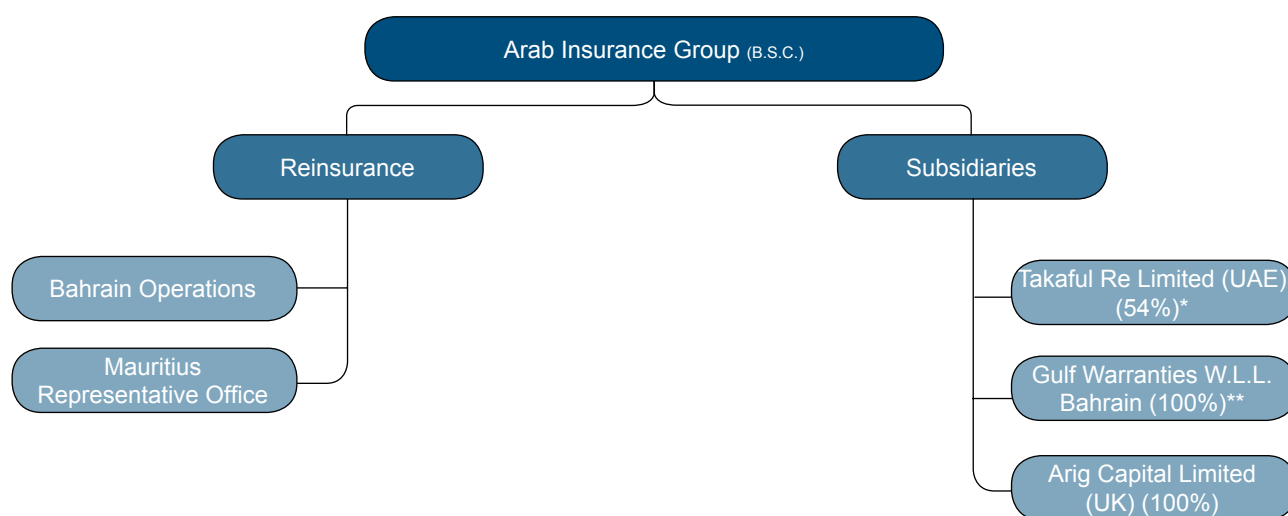 Arab Insurance Group (B.S.C.)
Reinsurance
Subsidiaries
Bahrain Operations
Mauritius
Representative Office
Takaful Re Limited (UAE)
(54%)*
Gulf Warranties W.L.L.
Bahrain (100%)**
Arig Capital Limited
(UK) (100%)